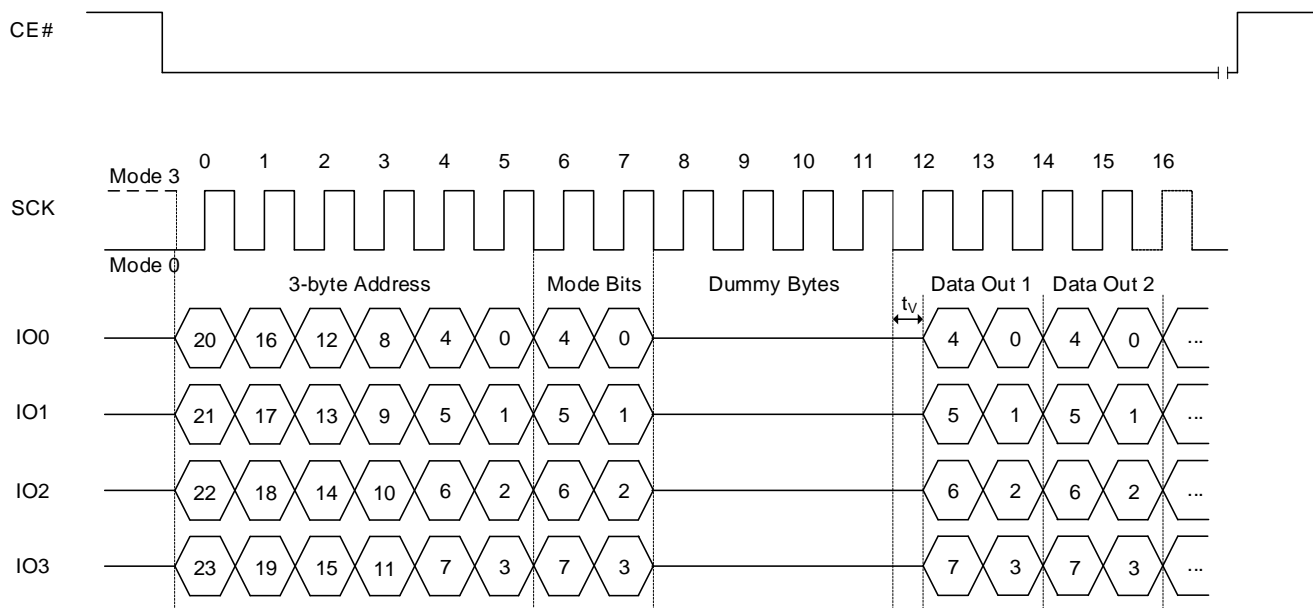 CE#
0 1 2 3 4 5 6 7 8 9 10 11 12 13 14 15 16
Mode 3
SCK
Mode 0
3-byte Address Mode Bits Dummy Bytes Data Out 1 Data Out 2
tV
IO0 20 16 12 8 4 0 4 0 4 0 4 0 ...
IO1 21 17 13 9 5 1 5 1 5 1 5 1 ...
IO2 22 18 14 10 6 2 6 2 6 2 6 2 ...
IO3 23 19 15 11 7 3 7 3 7 3 7 3 ...